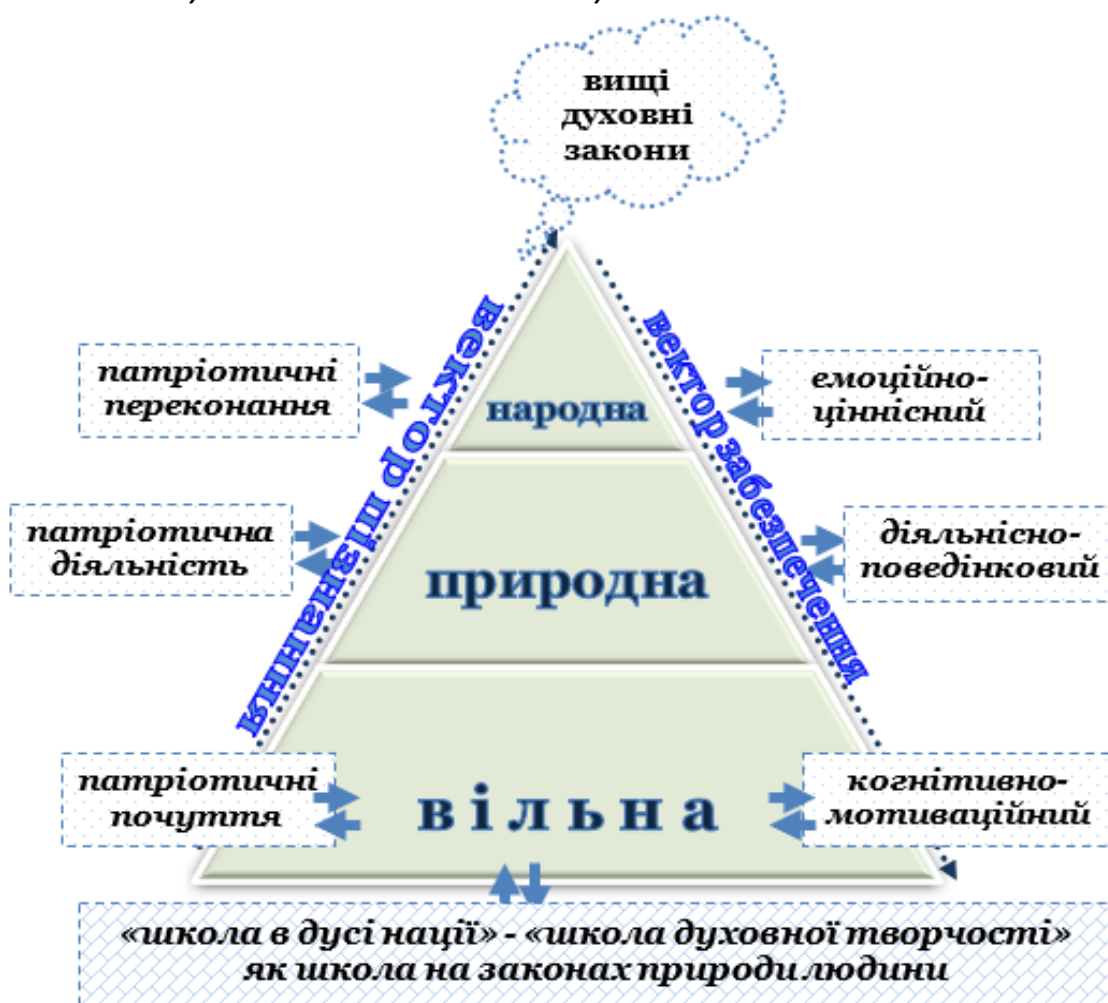 вищі
духовні
закони
вектор пізнання
вектор забезпечення
патріотичні
переконання
народна
емоційно-
ціннісний
патріотична
діяльність
природна
діяльнісно-
поведінковий
патріотичні
почуття
вільна
когнітивно-
мотиваційний
«школа в дусі нації» - «школа духовної творчості»
як школа на законах природи людини